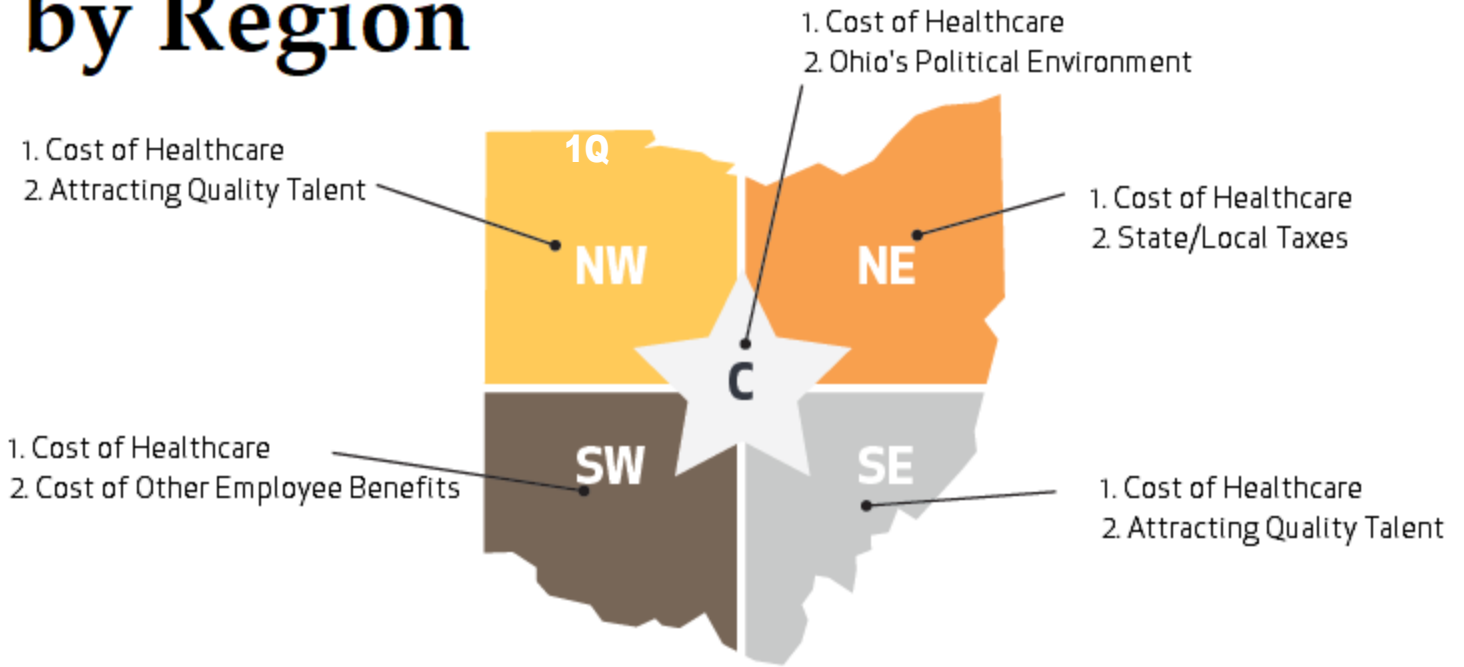 by Region
1. Cost of Healthcare
2. Ohio's Political Environment
1. Cost of Healthcare
2. Attracting Quality Talent
1Q
1. Cost of Healthcare
2. State/Local Taxes
NW
NE
C
1. Cost of Healthcare
2. Cost of Other Employee Benefits
SW
SE
1. Cost of Healthcare
2. Attracting Quality Talent